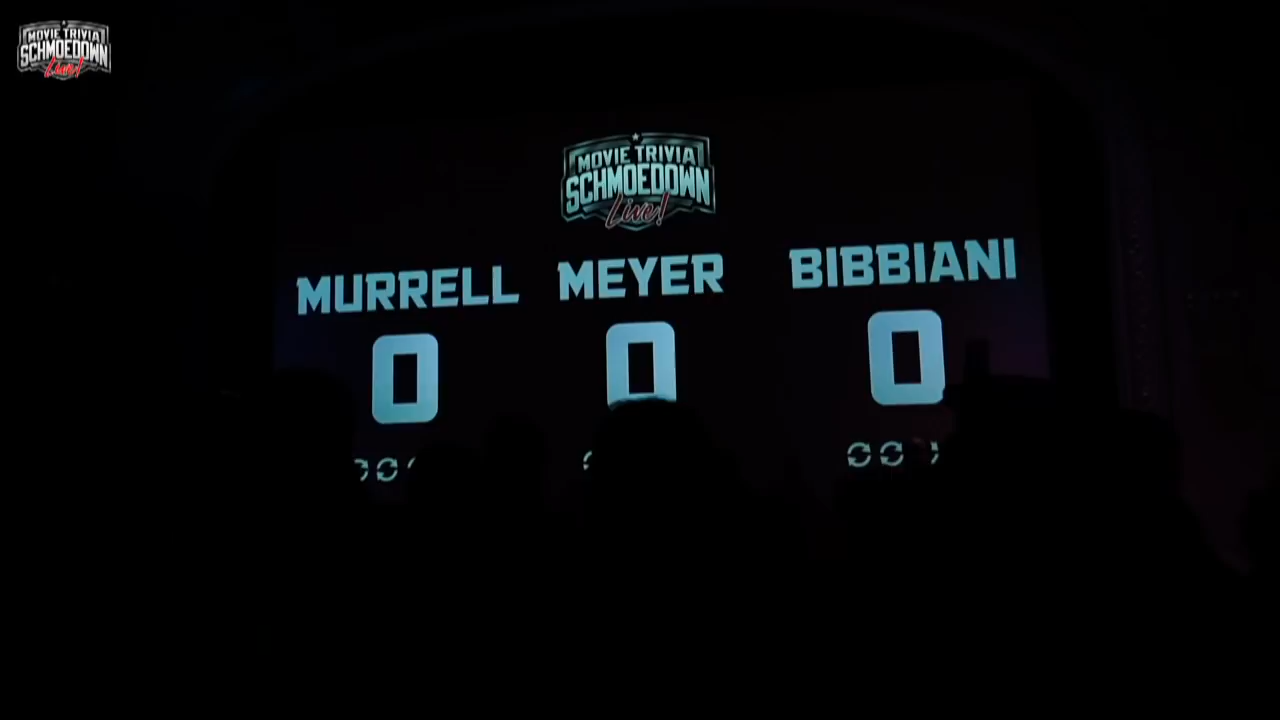 MOVIE TRIVIA
SCHMOEDOWN
Live!
MOVIE TRIVIA
SCHMOEDOWN
Live!
MURRELL MEYER BIBBIANI
0 0 0